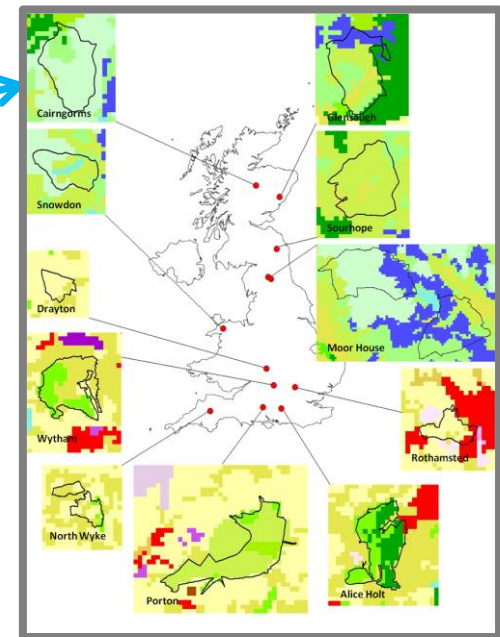 Cairngorms
Glensaugh
Snowdon
Sourhope
Drayton
Moor House
Wytham
Rothamsted
North Wyke
Porton
Alice Holt